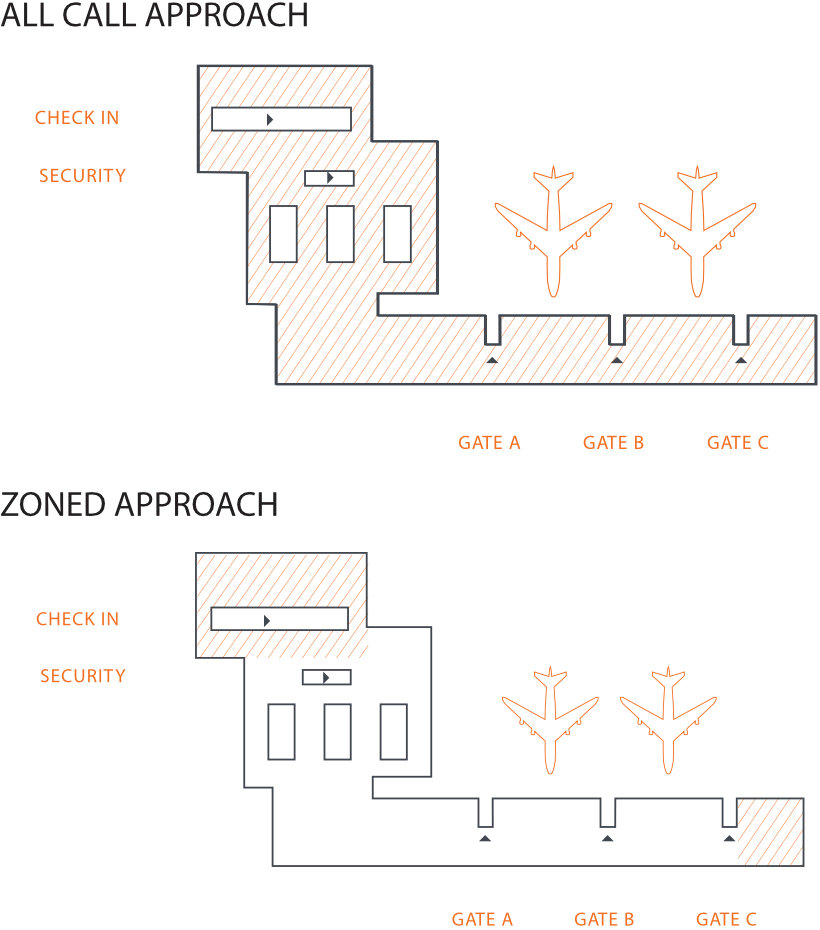 ALL CALL APPROACH
CHECK IN
SECURITY
GATE A GATE B GATE C
ZONED APPROACH
CHECK IN
SECURITY
GATE A GATE B GATE C